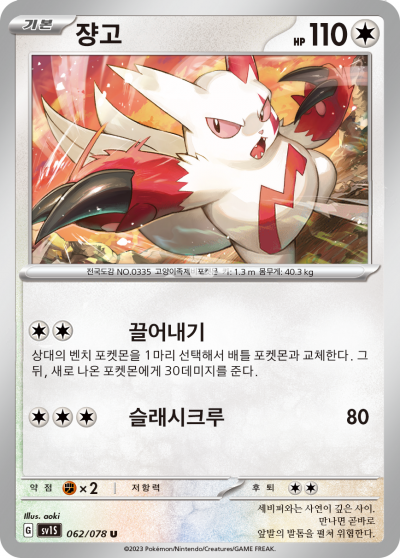 기본 쟝고 HP 110
전국도감 NO.0335 고양이족제비포켓몬 키: 1.3 m 몸무게: 40.3 kg
끌어내기
상대의 벤치 포켓몬을 1마리 선택해서 배틀 포켓몬과 교체한다. 그
뒤, 새로 나온 포켓몬에게 30데미지를 준다.
슬래시크루 80
약점 ×2 저항력 후퇴
Illus. aoki
G sv1S 062/078 U
세비퍼와는 사연이 깊은 사이.
만나면 곧바로
앞발의 발톱을 펼쳐 위협한다.
©2023 Pokémon/Nintendo/Creatures/GAME FREAK.